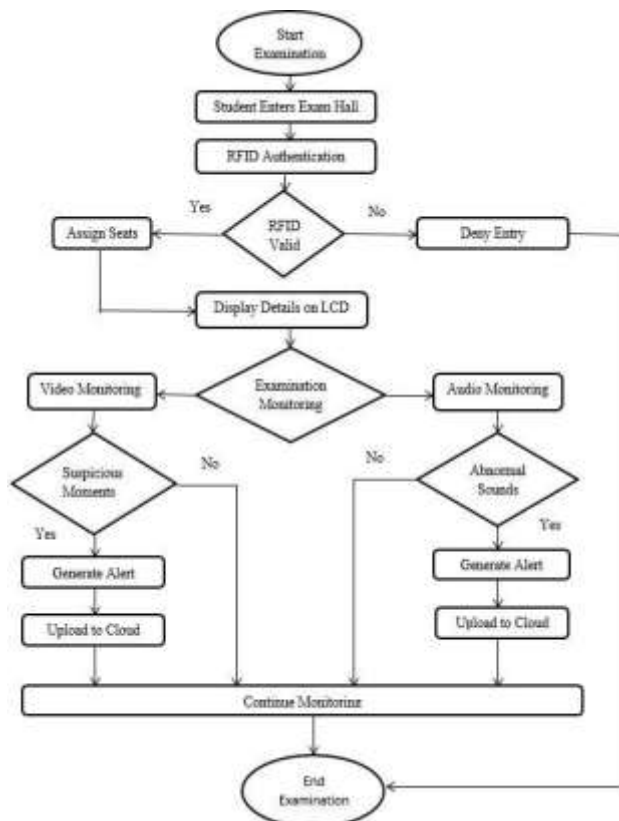 Start
Examination
Student Enters Exam Hall
RFID Authentication
Yes
No
Assign Seats
RFID
Valid
Deny Entry
Display Details on LCD
Video Monitoring
Examination
Monitoring
Audio Monitoring
Suspicious
Moments
No
No
Abnormal
Sounds
Yes
Yes
Generate Alert
Generate Alert
Upload to Cloud
Upload to Cloud
Continue Monitoring
End
Examination